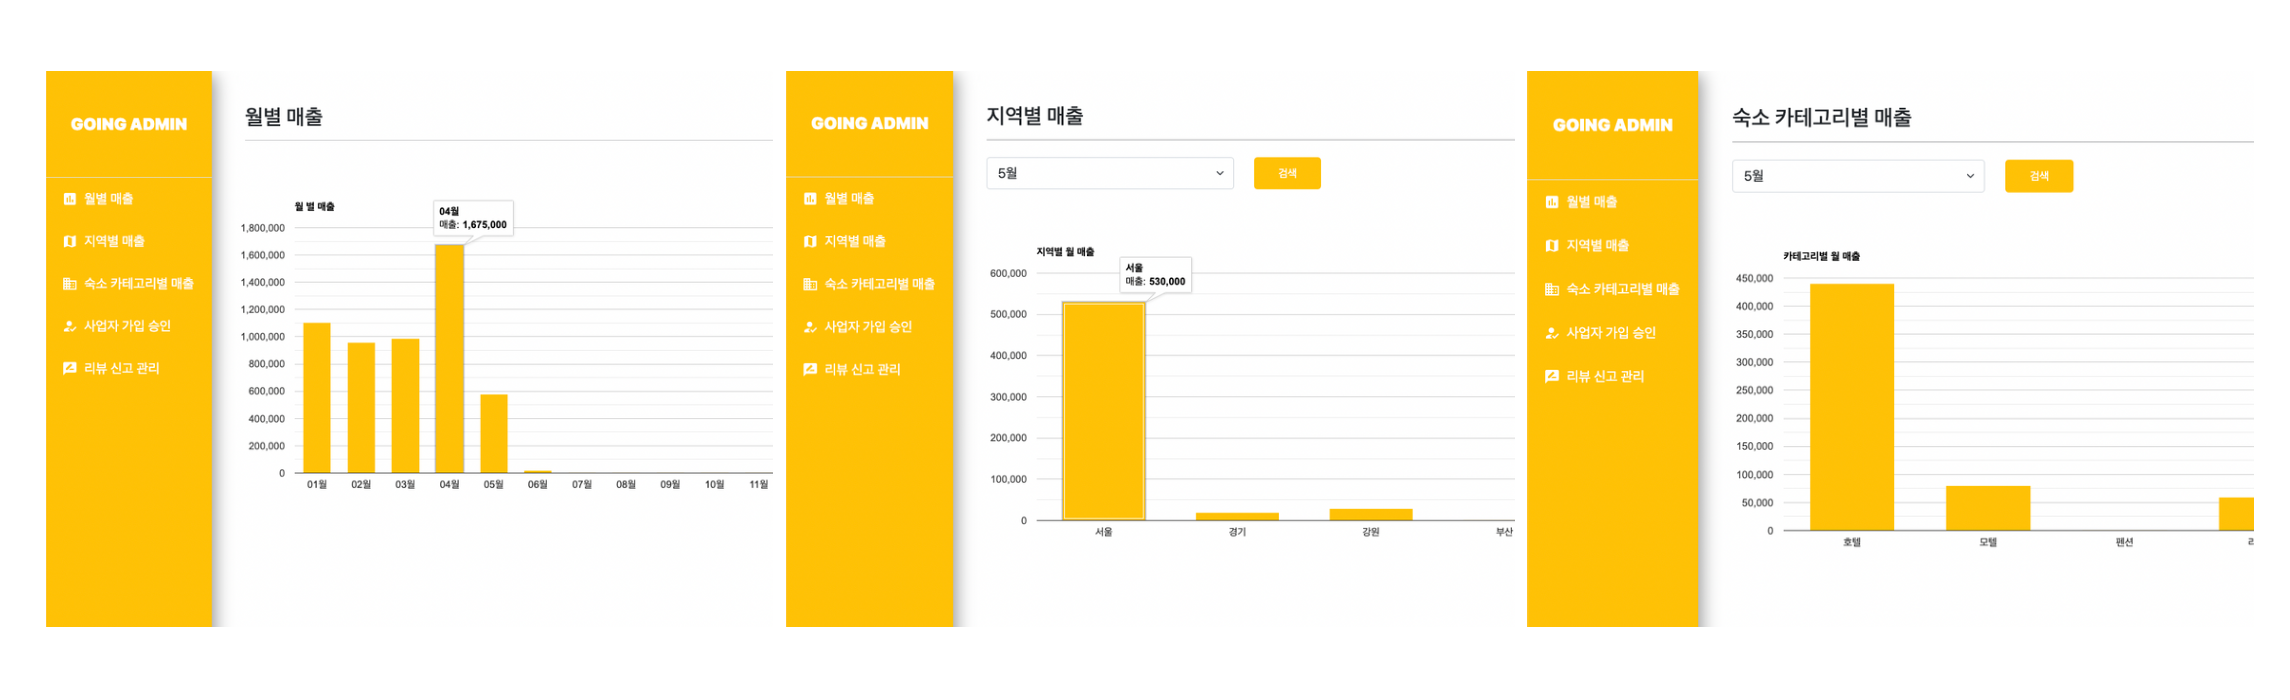 GOING ADMIN
월별 매출
지역별 매출
숙소 카테고리별 매출
사업자 가입 승인
리뷰 신고 관리
월별 매출
월 별 매출
04월
매출: 1,675,000
1,800,000
1,600,000
1,400,000
1,200,000
1,000,000
800,000
600,000
400,000
200,000
0
01월 02월 03월 04월 05월 06월 07월 08월 09월 10월 11월
GOING ADMIN
월별 매출
지역별 매출
숙소 카테고리별 매출
사업자 가입 승인
리뷰 신고 관리
지역별 매출
5월
검색
지역별 월 매출
서울
매출: 530,000
600,000
500,000
400,000
300,000
200,000
100,000
0
서울 경기 강원 부산
GOING ADMIN
월별 매출
지역별 매출
숙소 카테고리별 매출
사업자 가입 승인
리뷰 신고 관리
숙소 카테고리별 매출
5월
검색
카테고리별 월 매출
450,000
400,000
350,000
300,000
250,000
200,000
150,000
100,000
50,000
0
호텔 모텔 펜션